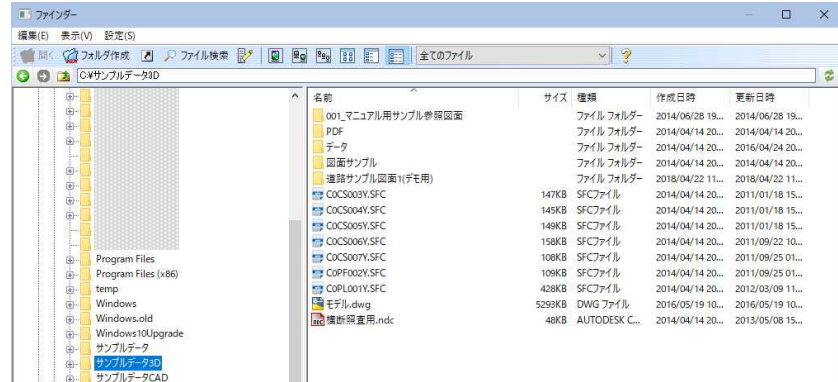 ファインダー
編集(E) 表示(V) 設定(S)
開く フォルダ作成 ファイル検索 全てのファイル
C:¥サンプルデータ3D
名前 サイズ 種類 作成日時 更新日時
001_マニュアル用サンプル参照図面 ファイル フォルダー 2014/06/28 19... 2014/06/28 19...
PDF ファイル フォルダー 2014/04/14 20... 2014/04/14 20...
データ ファイル フォルダー 2014/04/14 20... 2016/04/24 20...
図面サンプル ファイル フォルダー 2014/04/14 20... 2014/04/14 20...
道路サンプル図面1(デモ用) ファイル フォルダー 2018/04/22 11... 2018/04/22 11...
C0CS003Y.SFC 147KB SFCファイル 2014/04/14 20... 2011/01/18 15...
C0CS004Y.SFC 145KB SFCファイル 2014/04/14 20... 2011/01/18 15...
C0CS005Y.SFC 149KB SFCファイル 2014/04/14 20... 2011/01/18 15...
C0CS006Y.SFC 158KB SFCファイル 2014/04/14 20... 2011/09/22 10...
C0CS007Y.SFC 108KB SFCファイル 2014/04/14 20... 2011/09/25 01...
C0PF002Y.SFC 109KB SFCファイル 2014/04/14 20... 2011/09/25 01...
C0PL001Y.SFC 428KB SFCファイル 2014/04/14 20... 2012/03/09 11...
モデル.dwg 5293KB DWG ファイル 2016/05/19 10... 2016/05/19 10...
横断照査用.ndc 48KB AUTODESK C... 2014/04/14 20... 2013/05/08 15...
Program Files
Program Files (x86)
temp
Windows
Windows.old
Windows10Upgrade
サンプルデータ
サンプルデータ3D
サンプルデータCAD